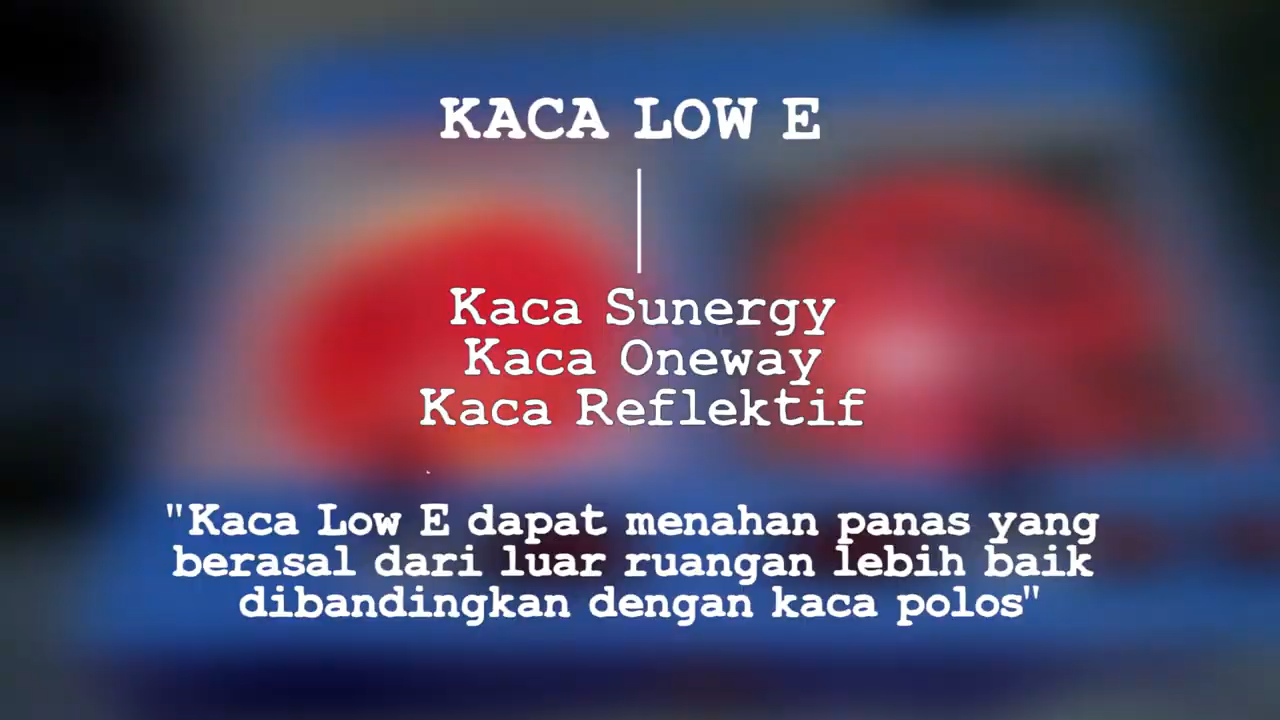 KACA LOW E
Kaca Sunergy
Kaca Oneway
Kaca Reflektif
"Kaca Low E dapat menahan panas yang
berasal dari luar ruangan lebih baik
dibandingkan dengan kaca polos"